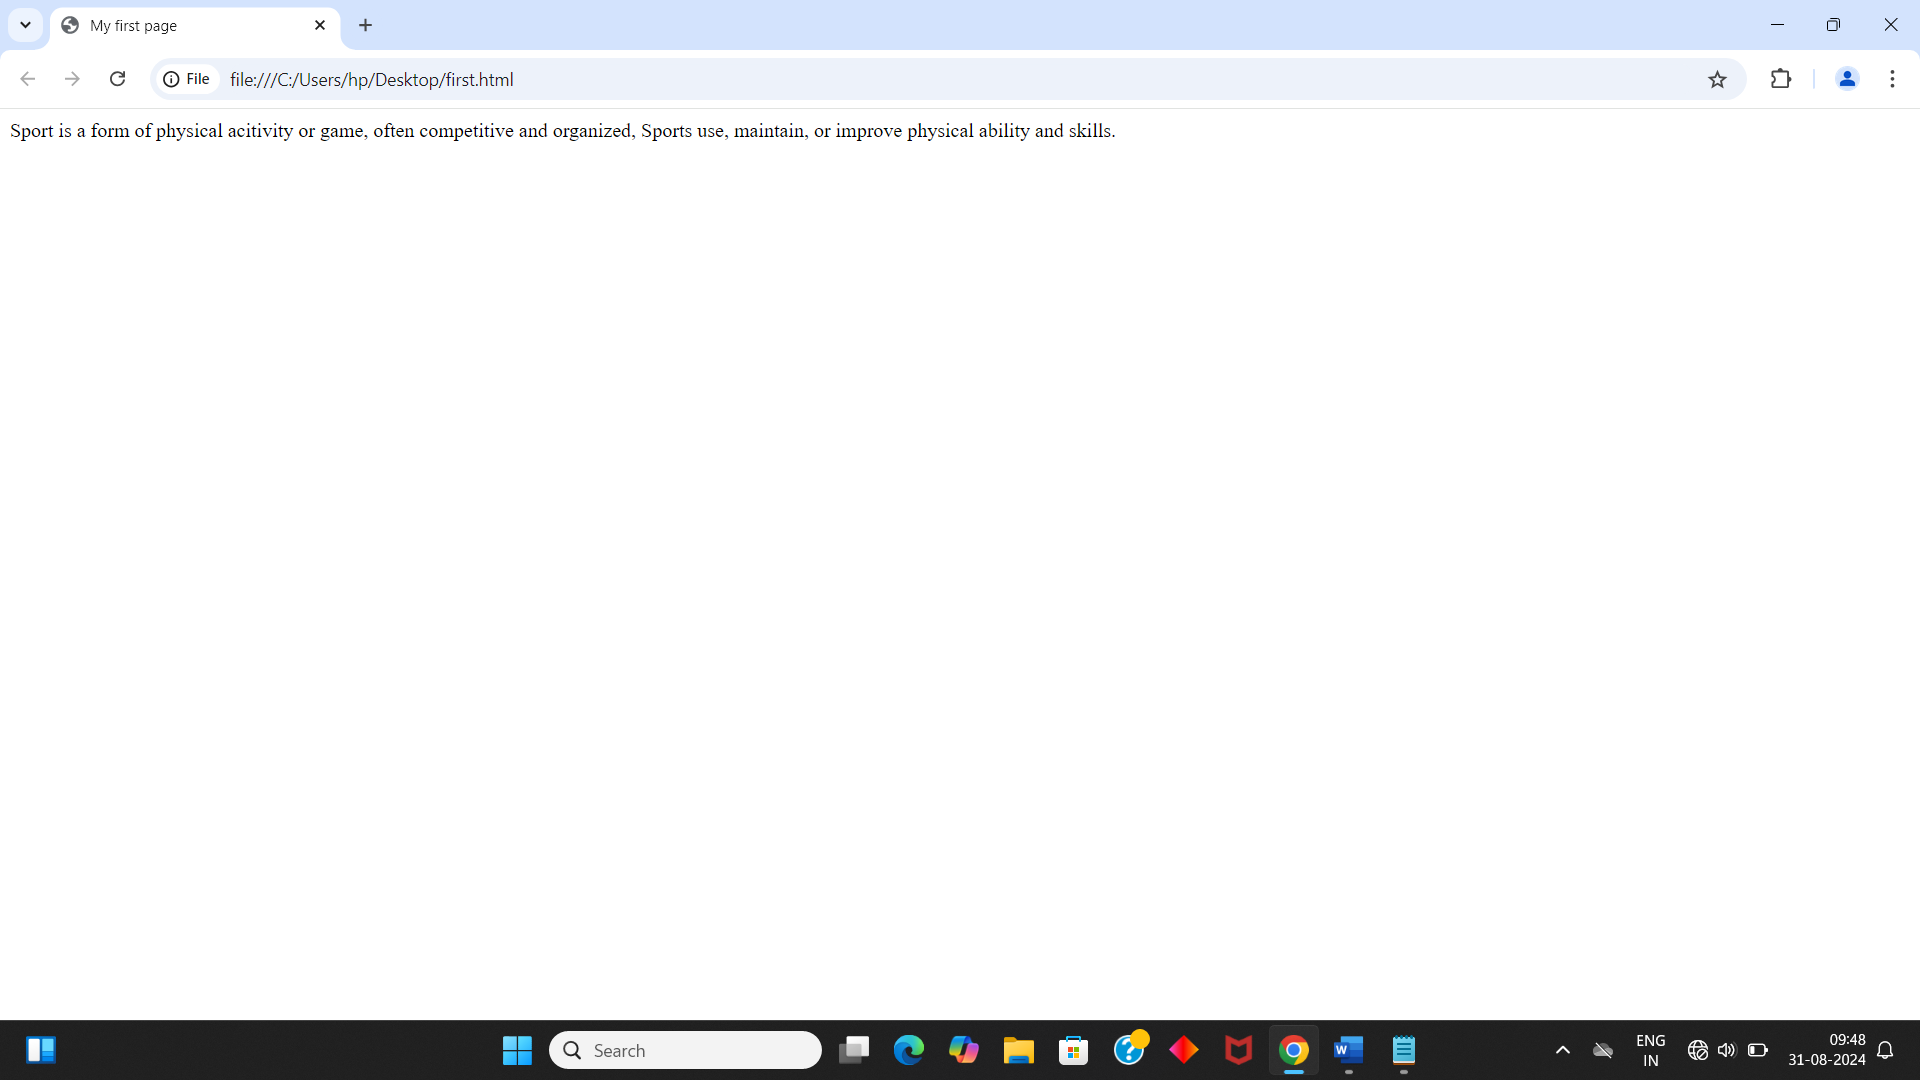 My first page
File
file:///C:/Users/hp/Desktop/first.html
Sport is a form of physical acitivity or game, often competitive and organized, Sports use, maintain, or improve physical ability and skills.
Search
ENG
IN
09:48
31-08-2024